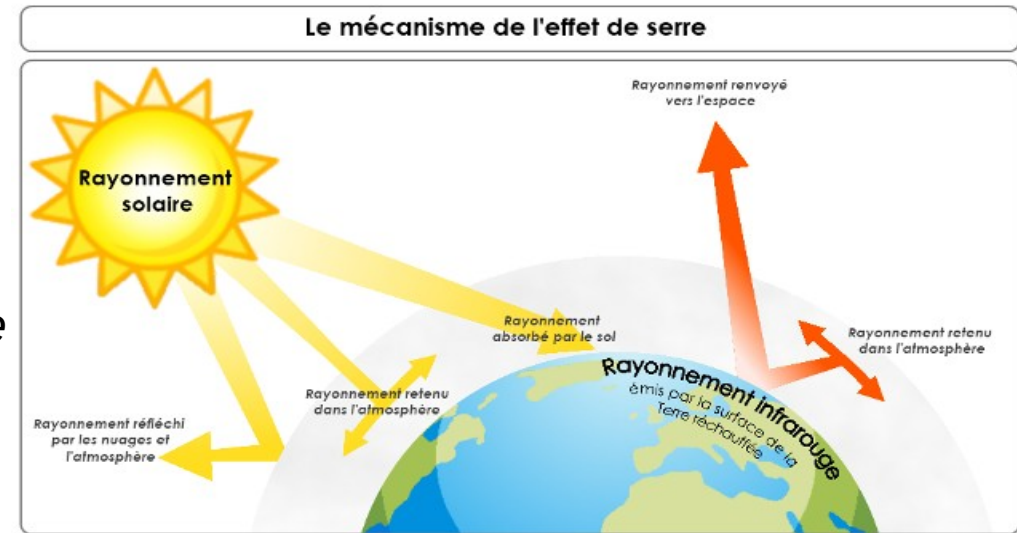 Le mécanisme de l'effet de serre
Rayonnement
solaire
Rayonnement renvoyé
vers l'espace
Rayonnement
absorbé par le sol
Rayonnement retenu
dans l'atmosphère
Rayonnement retenu
dans l'atmosphère
Rayonnement réfléchi
par les nuages et
l'atmosphère
Rayonnement infrarouge
émis par la surface de la
Terre réchauffée
e